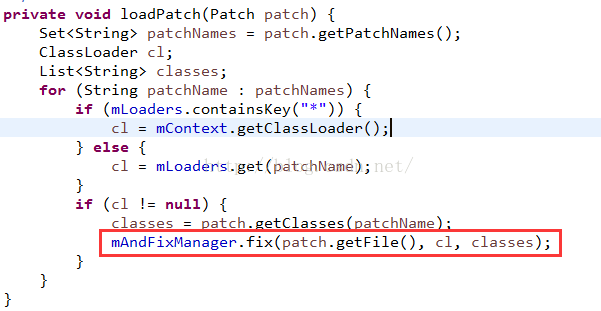 private void loadPatch(Patch patch) {
    Set<String> patchNames = patch.getPatchNames();
    ClassLoader cl;
    List<String> classes;
    for (String patchName : patchNames) {
        if (mLoaders.containsKey("*")) {
            cl = mContext.getClassLoader();
        } else {
            cl = mLoaders.get(patchName);
        }
        if (cl != null) {
            classes = patch.getClasses(patchName);
            mAndFixManager.fix(patch.getFile(), cl, classes);
        }
    }
}